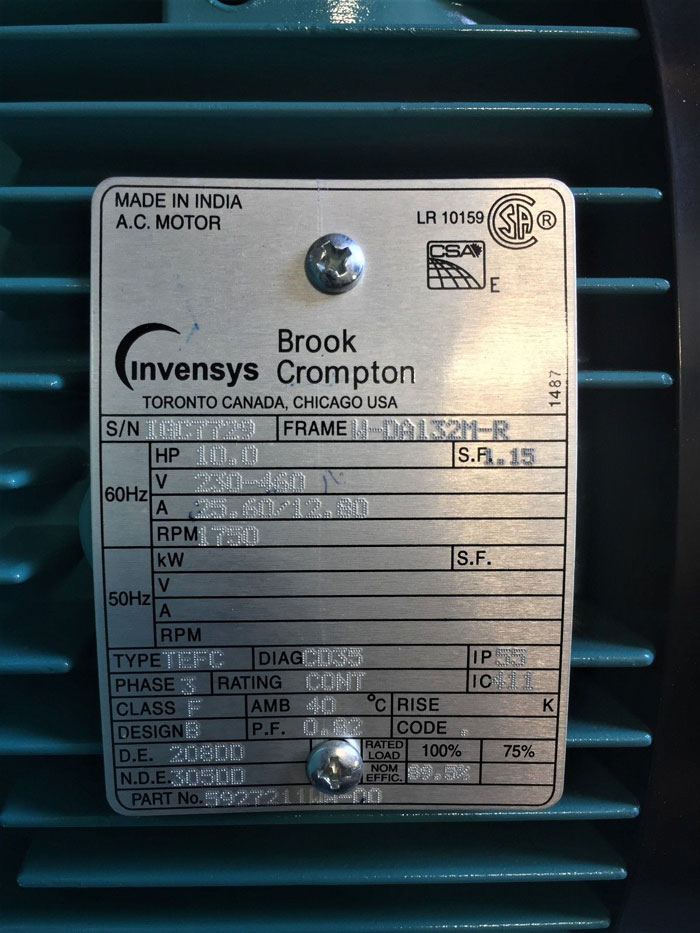 MADE IN INDIA
A.C. MOTOR
LR 10159 CSA ®
CSA
E
Invensys Brook Crompton
TORONTO CANADA, CHICAGO USA
1487
S/N IGCT729 FRAME W-DA132M-R
60Hz
HP 10.0 S.F. 1.15
V 230-460
A 25.60/12.80
RPM 1750
50Hz
kW S.F.
V
A
RPM
TYPE TEFC DIAG CD35 IP 55
PHASE 3 RATING CONT IC 411
CLASS F AMB 40 °C RISE K
DESIGN B P.F. 0.82 CODE .
D.E. 208DD RATED LOAD 100% 75%
N.D.E. 305DD NOM EFFIC. 89.5%
PART No.